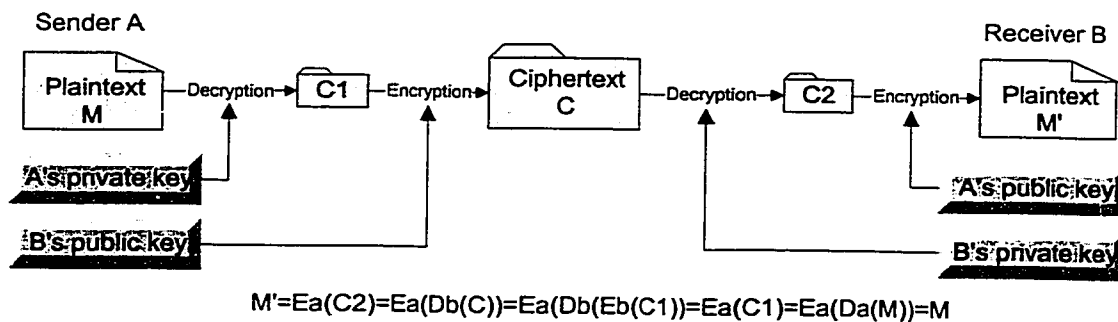 Sender A
Receiver B
Plaintext
M
Decryption
C1
Encryption
Ciphertext
C
Decryption
C2
Encryption
Plaintext
M'
A's private key
A's public key
B's public key
B's private key
M'=Ea(C2)=Ea(Db(C))=Ea(Db(Eb(C1))=Ea(C1)=Ea(Da(M))=M